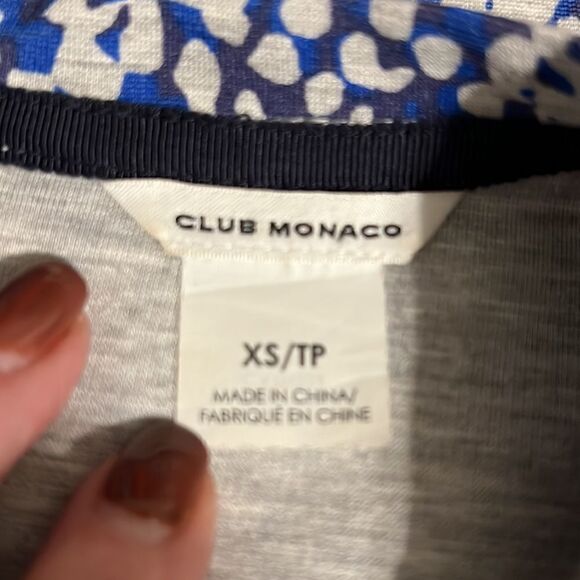 CLUB MONACO
XS/TP
MADE IN CHINA/
FABRIQUÉ EN CHINE